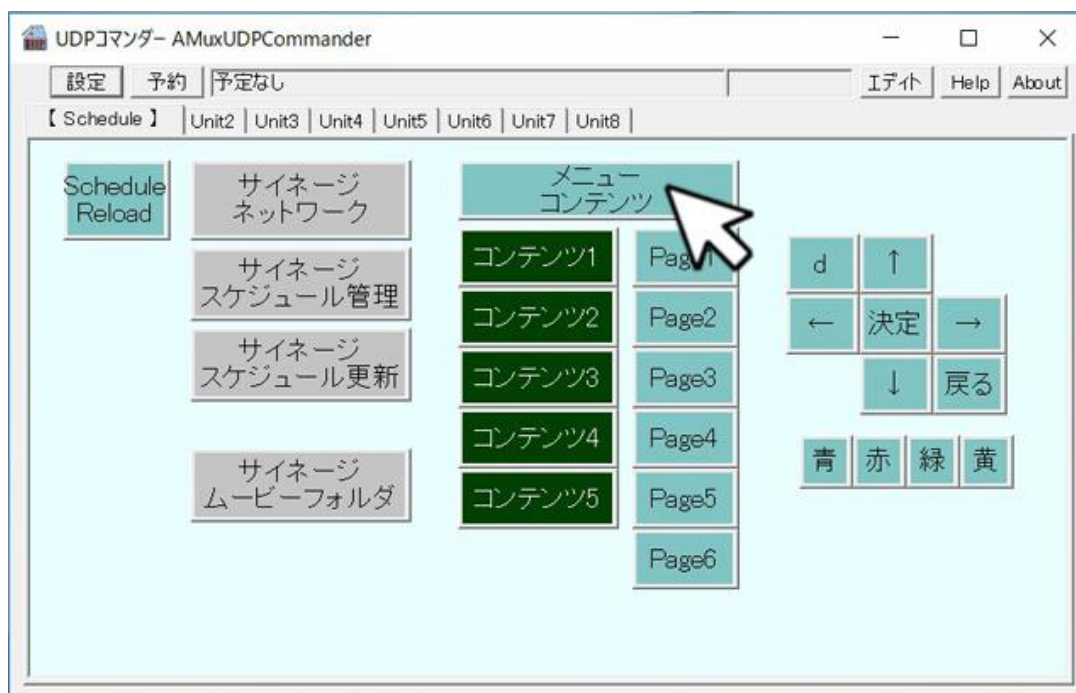 UDPコマンダー AMuxUDPCommander
設定 予約 予定なし エディト Help About
【 Schedule 】 Unit2 Unit3 Unit4 Unit5 Unit6 Unit7 Unit8
Schedule
Reload
サイネージ
ネットワーク
サイネージ
スケジュール管理
サイネージ
スケジュール更新
サイネージ
ムービーフォルダ
メニュー
コンテンツ
コンテンツ1
コンテンツ2
コンテンツ3
コンテンツ4
コンテンツ5
Page1
Page2
Page3
Page4
Page5
Page6
d ↑
← 決定 →
↓ 戻る
青 赤 緑 黄